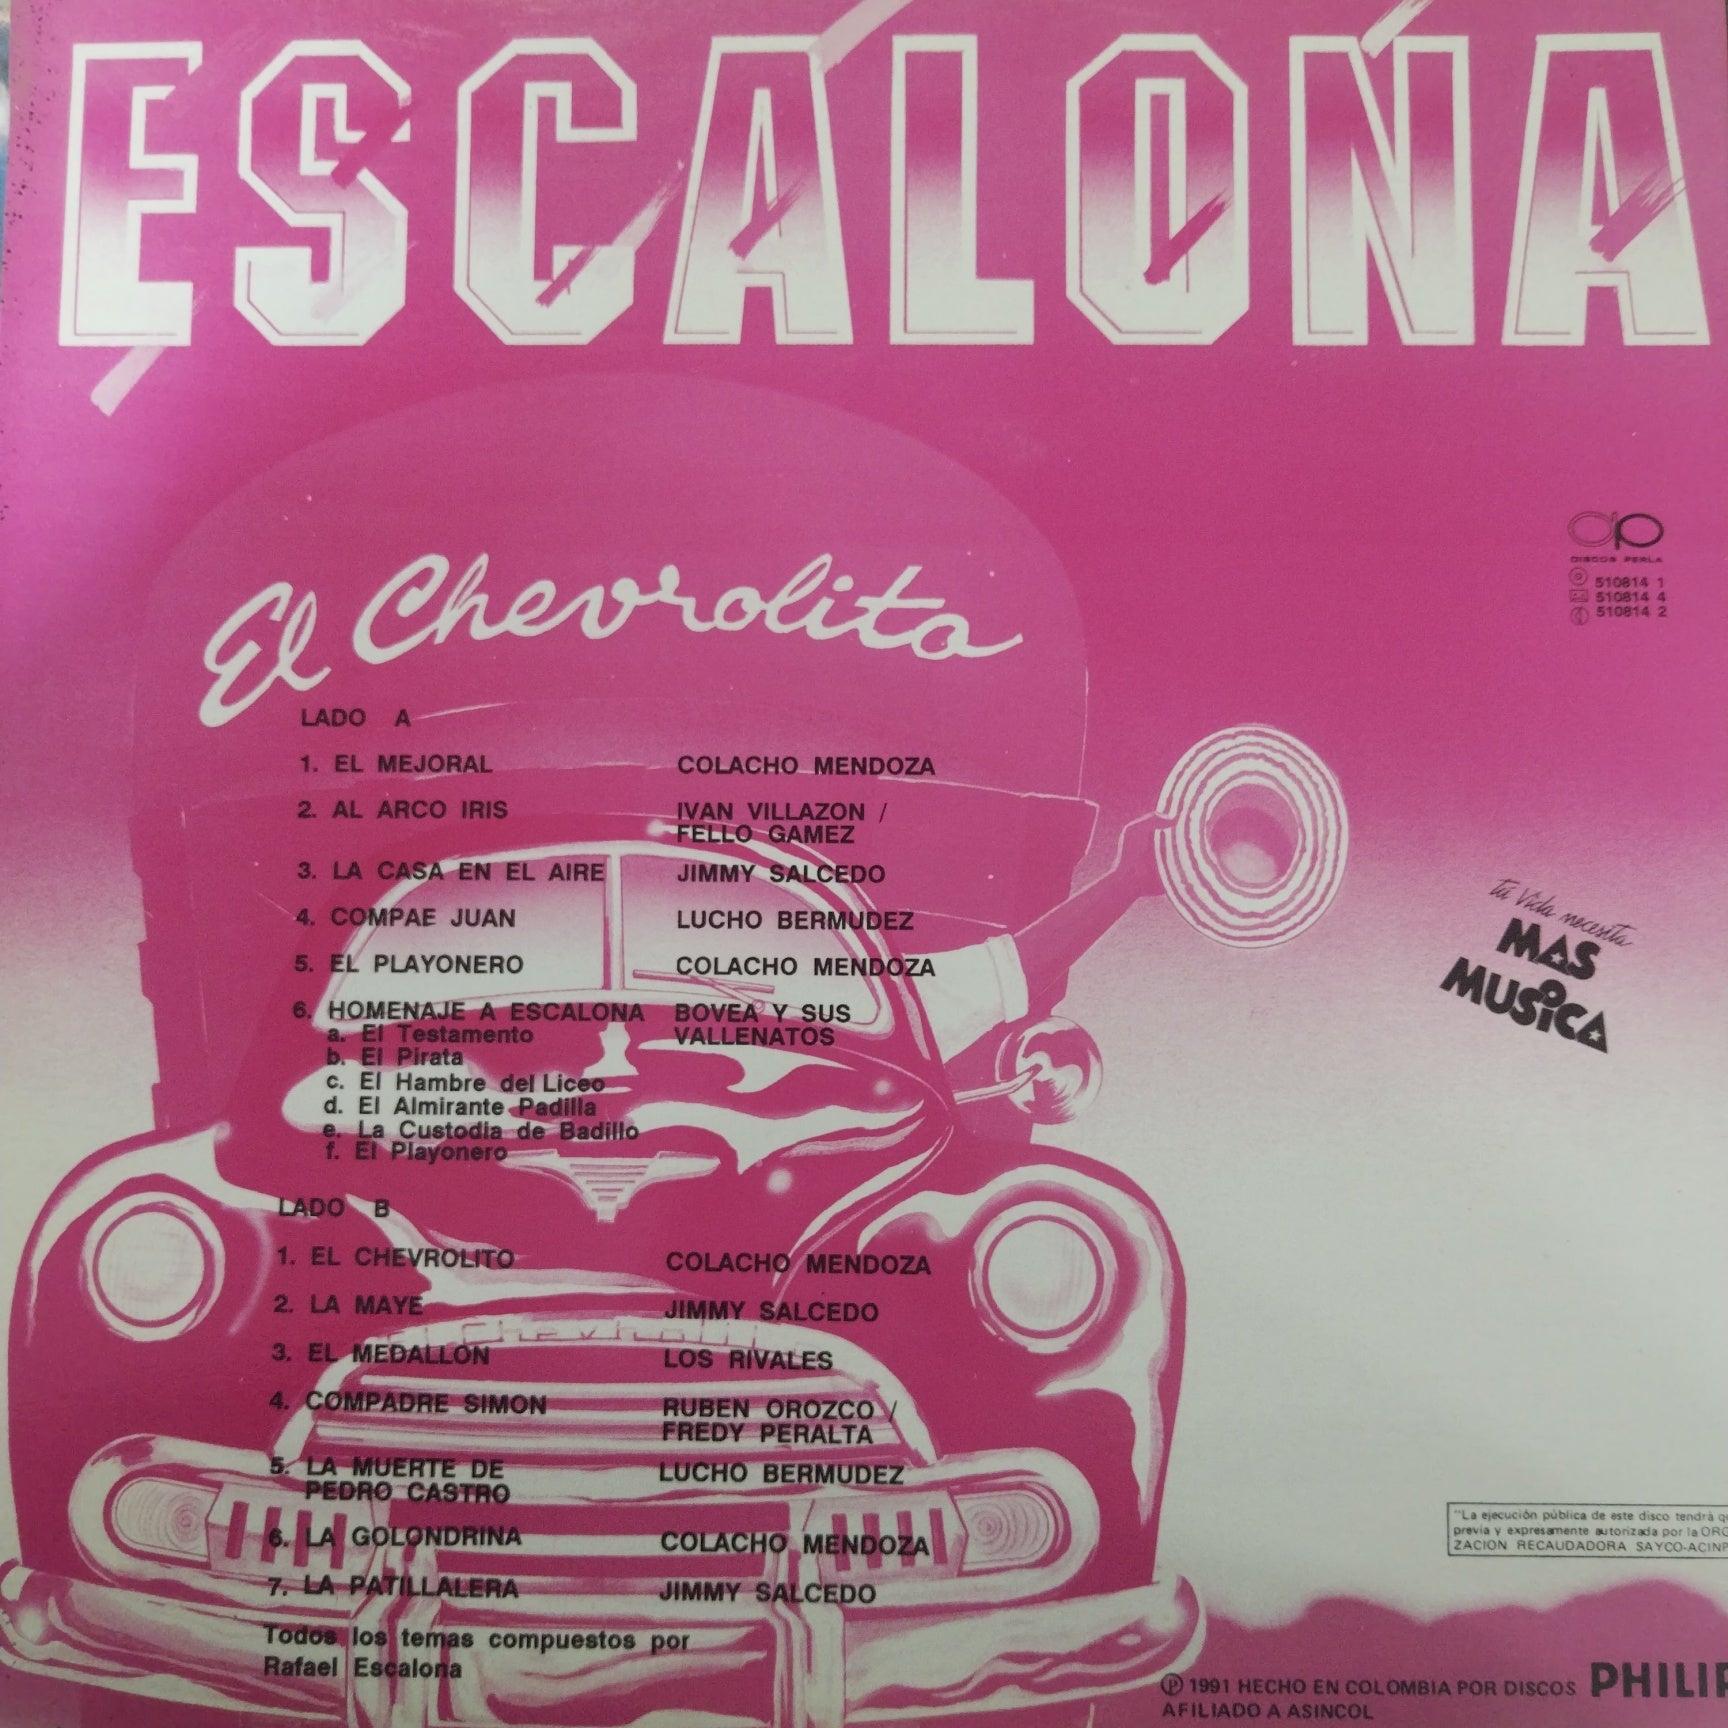 ESCALONA
El Chevrolito
DISCOS PERLA
510814 1
510814 4
510814 2
LADO A
1. EL MEJORAL COLACHO MENDOZA
2. AL ARCO IRIS IVAN VILLAZON /
FELLO GAMEZ
3. LA CASA EN EL AIRE JIMMY SALCEDO
4. COMPAE JUAN LUCHO BERMUDEZ
5. EL PLAYONERO COLACHO MENDOZA
6. HOMENAJE A ESCALONA BOVEA Y SUS
a. El Testamento VALLENATOS
b. El Pirata
c. El Hambre del Liceo
d. El Almirante Padilla
e. La Custodia de Badillo
f. El Playonero
tu Vida necesita
MAS
MUSICA
LADO B
1. EL CHEVROLITO COLACHO MENDOZA
2. LA MAYE JIMMY SALCEDO
3. EL MEDALLON LOS RIVALES
4. COMPADRE SIMON RUBEN OROZCO /
FREDY PERALTA
5. LA MUERTE DE LUCHO BERMUDEZ
PEDRO CASTRO
6. LA GOLONDRINA COLACHO MENDOZA
7. LA PATILLALERA JIMMY SALCEDO
Todos los temas compuestos por
Rafael Escalona
"La ejecución pública de este disco tendrá
previa y expresamente autorizada por la
ZACION RECAUDADORA
℗ 1991 HECHO EN COLOMBIA POR DISCOS
AFILIADO A ASINCOL